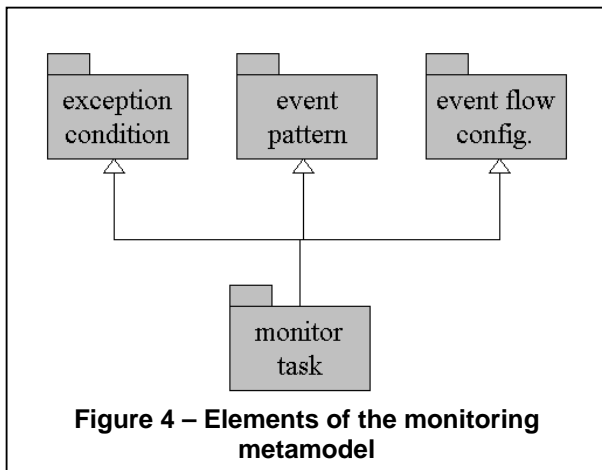 exception
condition
event
pattern
event flow
config.
monitor
task
Figure 4 – Elements of the monitoring
metamodel